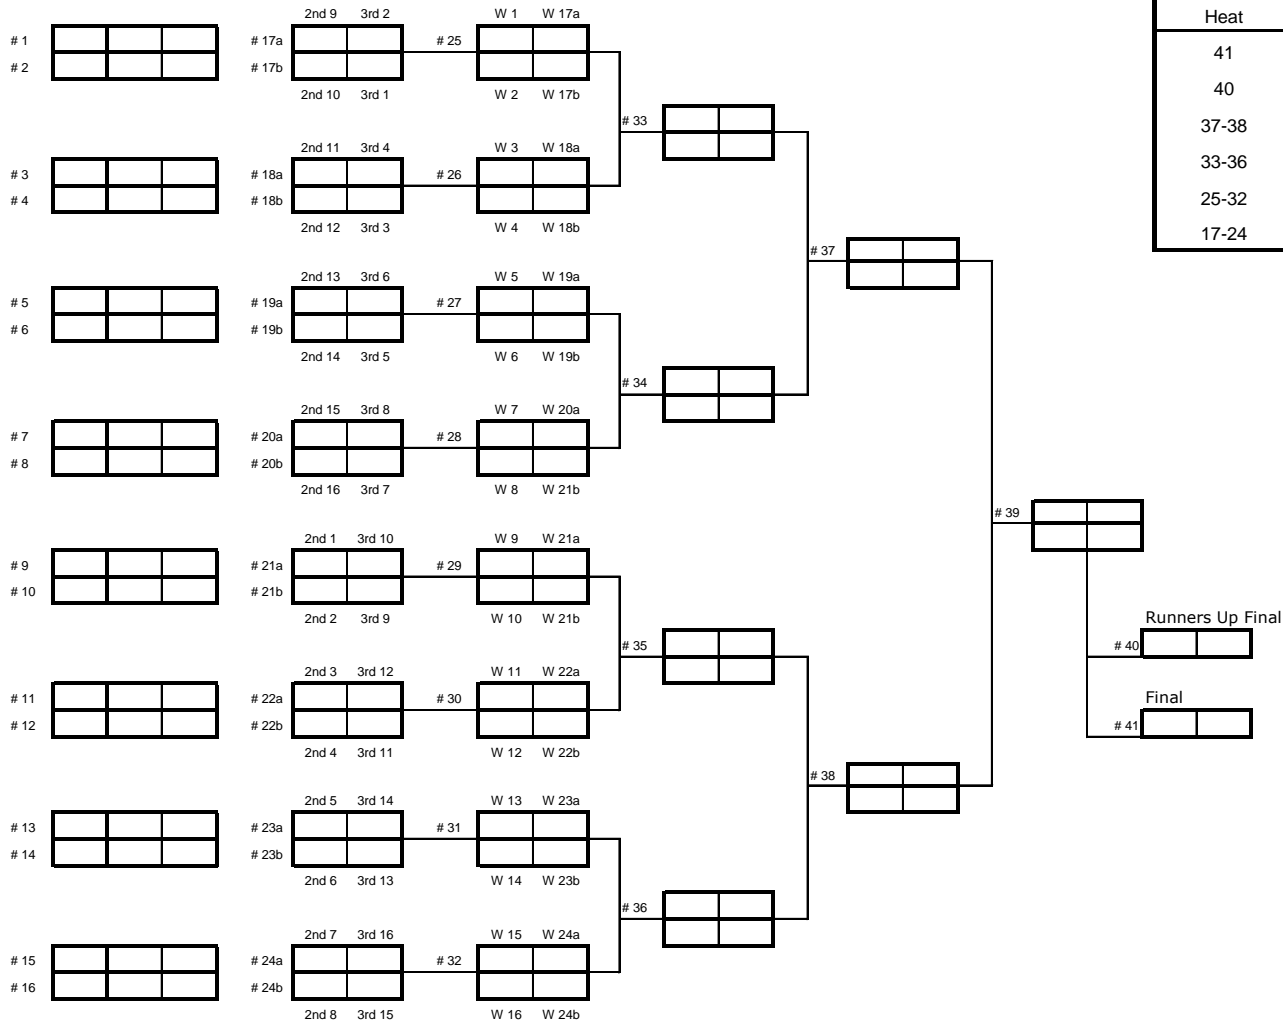 2nd 9 3rd 2 W 1 W 17a
Heat
# 1 # 17a # 25
# 2 # 17b
41
2nd 10 3rd 1 W 2 W 17b
40
# 33
37-38
2nd 11 3rd 4 W 3 W 18a
33-36
# 3 # 18a # 26
# 4 # 18b
25-32
2nd 12 3rd 3 W 4 W 18b
17-24
# 37
2nd 13 3rd 6 W 5 W 19a
# 5 # 19a # 27
# 6 # 19b
2nd 14 3rd 5 W 6 W 19b
# 34
2nd 15 3rd 8 W 7 W 20a
# 7 # 20a # 28
# 8 # 20b
2nd 16 3rd 7 W 8 W 21b
# 39
2nd 1 3rd 10 W 9 W 21a
# 9 # 21a # 29
# 10 # 21b
2nd 2 3rd 9 W 10 W 21b
Runners Up Final
# 35 # 40
2nd 3 3rd 12 W 11 W 22a
# 11 # 22a # 30
Final
# 12 # 22b # 41
2nd 4 3rd 11 W 12 W 22b
# 38
2nd 5 3rd 14 W 13 W 23a
# 13 # 23a # 31
# 14 # 23b
2nd 6 3rd 13 W 14 W 23b
# 36
2nd 7 3rd 16 W 15 W 24a
# 15 # 24a # 32
# 16 # 24b
2nd 8 3rd 15 W 16 W 24b